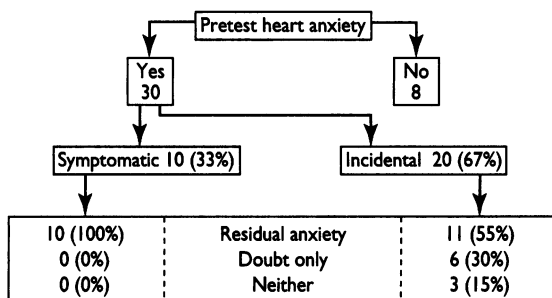 Pretest heart anxiety
Yes
30
No
8
Symptomatic 10 (33%)
Incidental 20 (67%)
10 (100%) Residual anxiety 11 (55%)
0 (0%) Doubt only 6 (30%)
0 (0%) Neither 3 (15%)